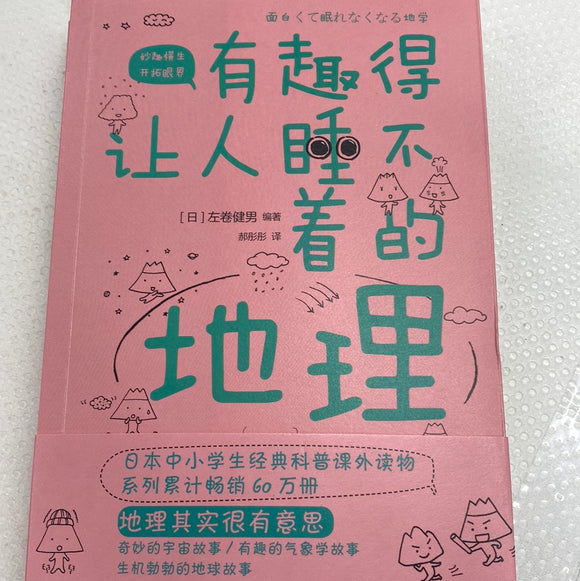 面白くて眠れなくなる地学
妙趣横生
开拓眼界
有趣得
让人睡不
着的
[日]左卷健男 编著
郝彤彤 译
地理
日本中小学生经典科普课外读物
系列累计畅销60万册
地理其实很有意思
奇妙的宇宙故事/有趣的气象学故事
生机勃勃的地球故事